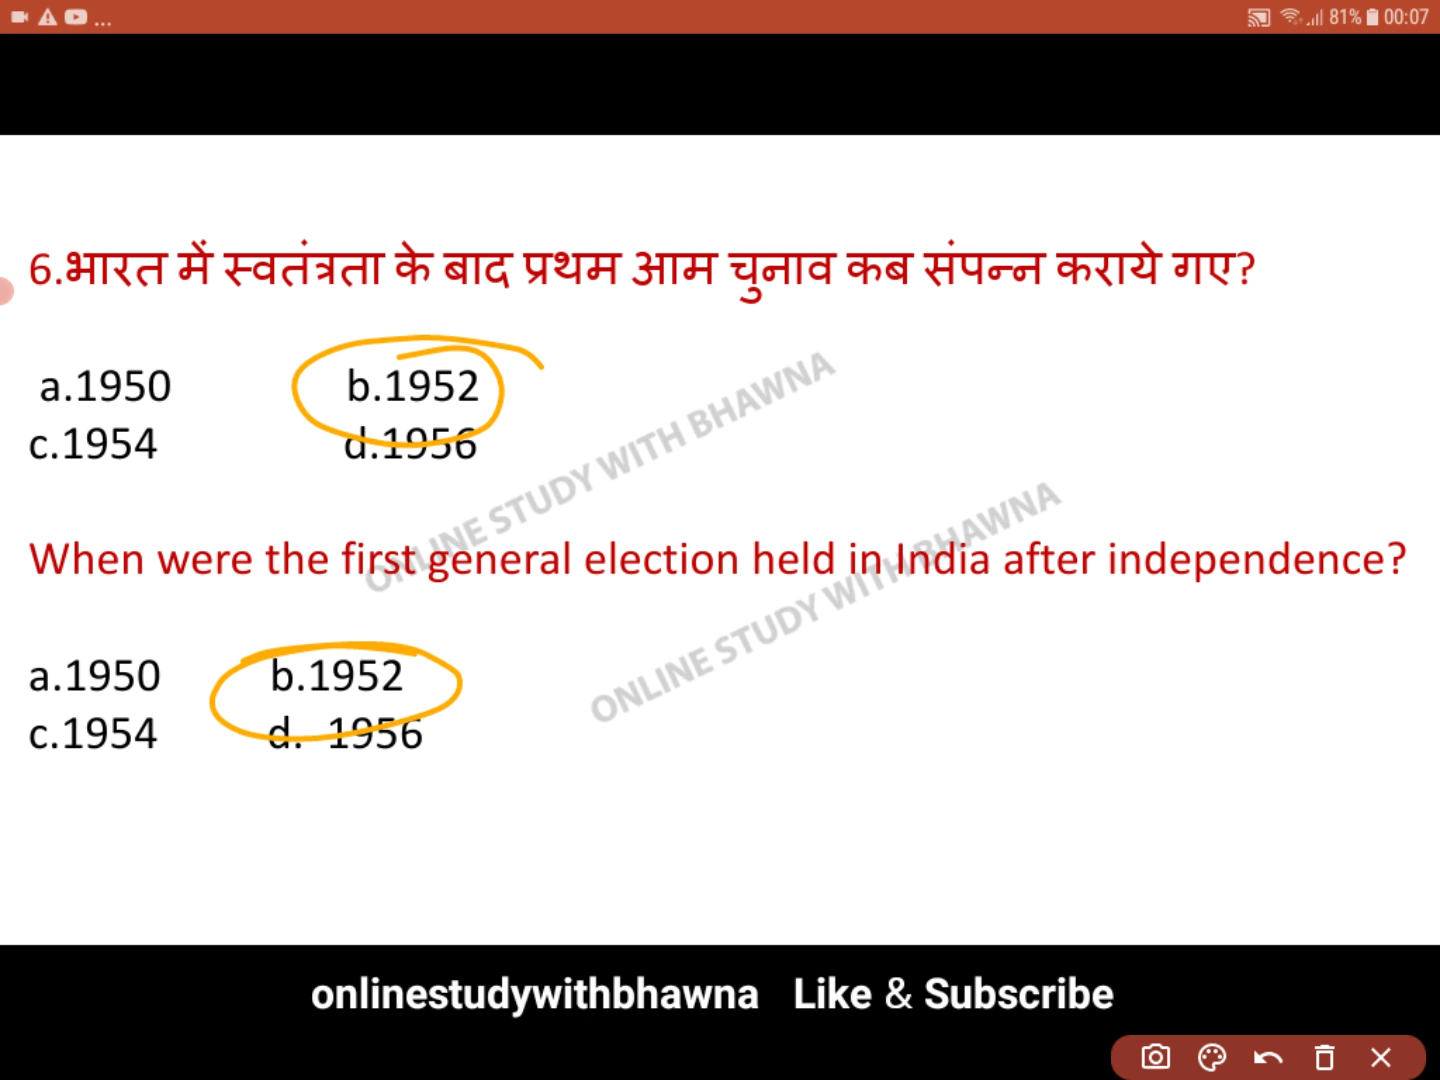 ... 81% 00:07
6.भारत में स्वतंत्रता के बाद प्रथम आम चुनाव कब संपन्न कराये गए?
a.1950 b.1952
c.1954 d.1956
ONLINE STUDY WITH BHAWNA
When were the first general election held in India after independence?
ONLINE STUDY WITH BHAWNA
a.1950 b.1952
c.1954 d. 1956
onlinestudywithbhawna Like & Subscribe